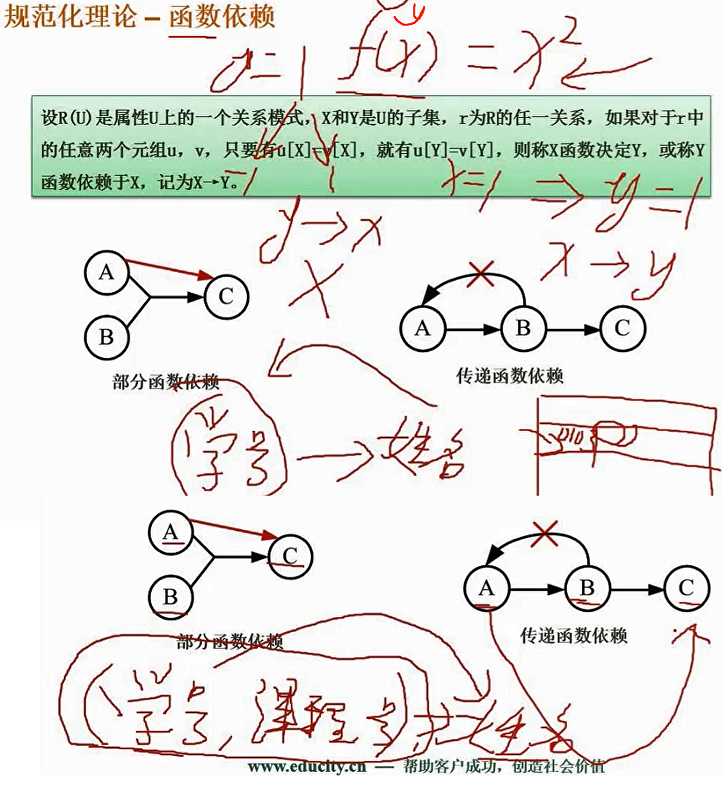 规范化理论 – 函数依赖
y=1 f(x) = x²
y
设R(U)是属性U上的一个关系模式，X和Y是U的子集，r为R的任一关系，如果对于r中
的任意两个元组u，v，只要有u[X]=v[X]，就有u[Y]=v[Y]，则称X函数决定Y，或称Y
函数依赖于X，记为X→Y。
-1 1 x=1 ⇒ y=1
y→x x→y
X
A C
B
A B C
部分函数依赖 传递函数依赖
学号 → 姓名
A C
B
A B C
部分函数依赖 传递函数依赖
(学号, 课程号) → 姓名
www.educity.cn — 帮助客户成功，创造社会价值